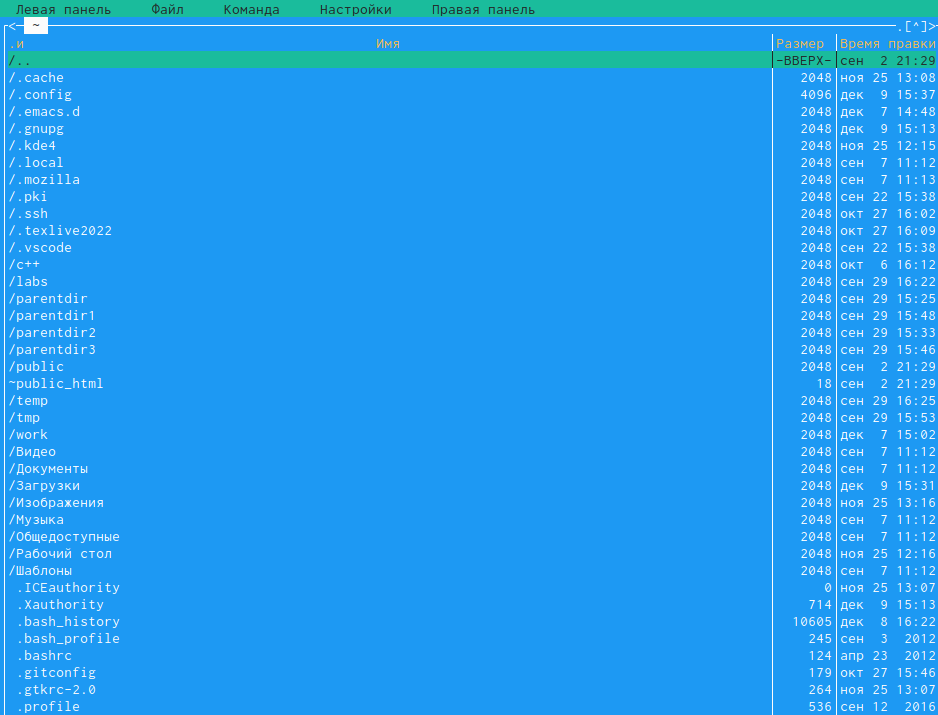 Левая панель Файл Команда Настройки Правая панель
<─ ~ .[^]>
.и Имя Размер Время правки
/.. -ВВЕРХ- сен 2 21:29
/.cache 2048 ноя 25 13:08
/.config 4096 дек 9 15:37
/.emacs.d 2048 дек 7 14:48
/.gnupg 2048 дек 9 15:13
/.kde4 2048 ноя 25 12:15
/.local 2048 сен 7 11:12
/.mozilla 2048 сен 7 11:13
/.pki 2048 сен 22 15:38
/.ssh 2048 окт 27 16:02
/.texlive2022 2048 окт 27 16:09
/.vscode 2048 сен 22 15:38
/c++ 2048 окт 6 16:12
/labs 2048 сен 29 16:22
/parentdir 2048 сен 29 15:25
/parentdir1 2048 сен 29 15:48
/parentdir2 2048 сен 29 15:33
/parentdir3 2048 сен 29 15:46
/public 2048 сен 2 21:29
~public_html 18 сен 2 21:29
/temp 2048 сен 29 16:25
/tmp 2048 сен 29 15:53
/work 2048 дек 7 15:02
/Видео 2048 сен 7 11:12
/Документы 2048 сен 7 11:12
/Загрузки 2048 дек 9 15:31
/Изображения 2048 ноя 25 13:16
/Музыка 2048 сен 7 11:12
/Общедоступные 2048 сен 7 11:12
/Рабочий стол 2048 ноя 25 12:16
/Шаблоны 2048 сен 7 11:12
.ICEauthority 0 ноя 25 13:07
.Xauthority 714 дек 9 15:13
.bash_history 10605 дек 8 16:22
.bash_profile 245 сен 3 2012
.bashrc 124 апр 23 2012
.gitconfig 179 окт 27 15:46
.gtkrc-2.0 264 ноя 25 13:07
.profile 536 сен 12 2016